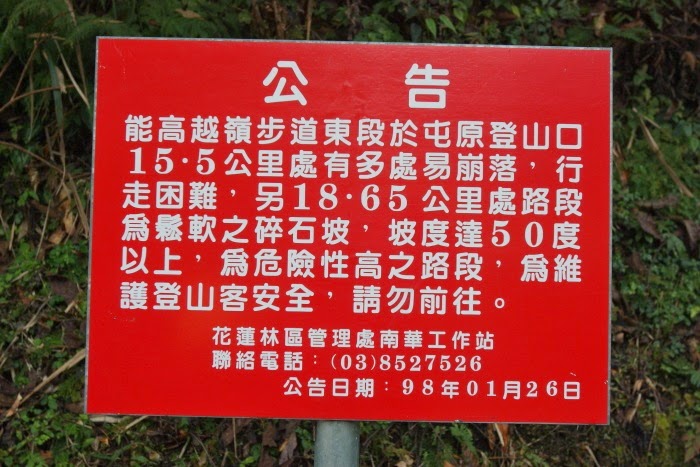 公告
能高越嶺步道東段於屯原登山口
15·5公里處有多處易崩落，行
走困難，另18·65公里處路段
為鬆軟之碎石坡，坡度達50度
以上，為危險性高之路段，為維
護登山客安全，請勿前往。
花蓮林區管理處南華工作站
聯絡電話：(03)8527526
公告日期：98年01月26日